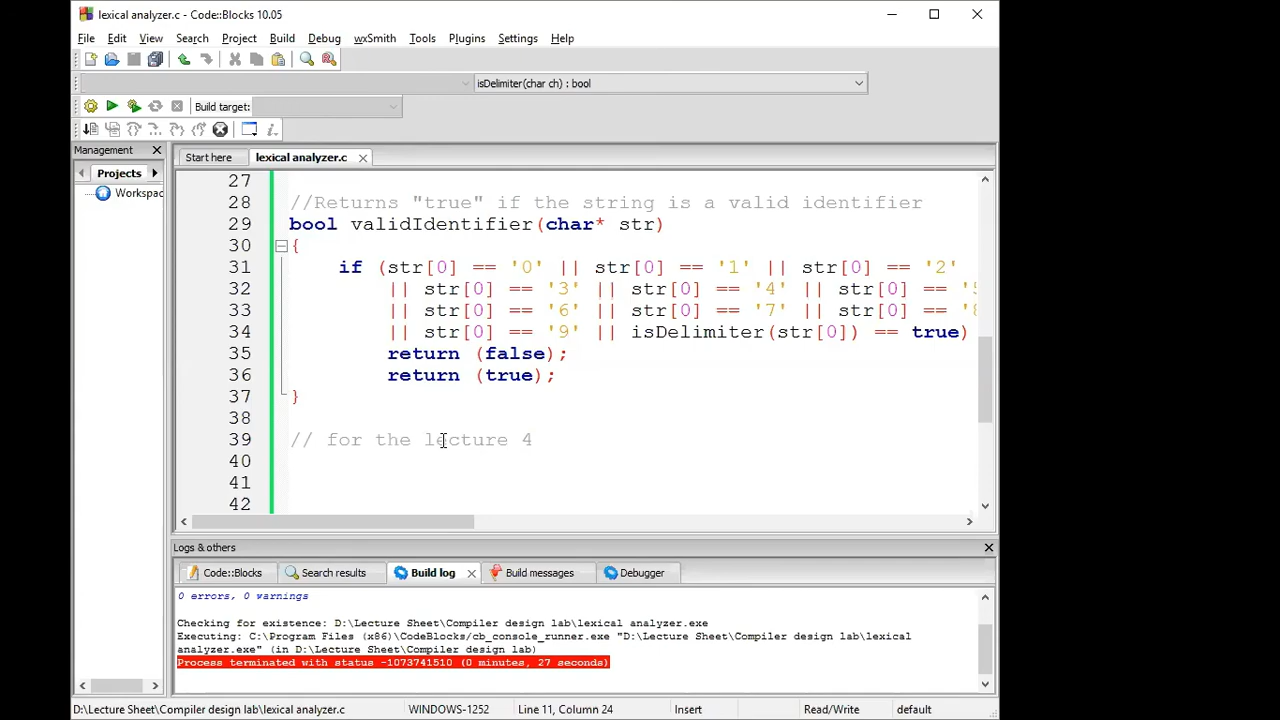 lexical analyzer.c - Code::Blocks 10.05
File Edit View Search Project Build Debug wxSmith Tools Plugins Settings Help
isDelimiter(char ch) : bool
Build target:
Management
Projects
Workspac
Start here lexical analyzer.c
27
28 //Returns "true" if the string is a valid identifier
29 bool validIdentifier(char* str)
30 {
31 if (str[0] == '0' || str[0] == '1' || str[0] == '2'
32 || str[0] == '3' || str[0] == '4' || str[0] == '5
33 || str[0] == '6' || str[0] == '7' || str[0] == '8
34 || str[0] == '9' || isDelimiter(str[0]) == true)
35 return (false);
36 return (true);
37 }
38
39 // for the lecture 4
40
41
42
Logs & others
Code::Blocks Search results Build log Build messages Debugger
0 errors, 0 warnings
Checking for existence: D:\Lecture Sheet\Compiler design lab\lexical analyzer.exe
Executing: C:\Program Files (x86)\CodeBlocks/cb_console_runner.exe "D:\Lecture Sheet\Compiler design lab\lexical
analyzer.exe" (in D:\Lecture Sheet\Compiler design lab)
Process terminated with status -1073741510 (0 minutes, 27 seconds)
D:\Lecture Sheet\Compiler design lab\lexical analyzer.c WINDOWS-1252 Line 11, Column 24 Insert Read/Write default